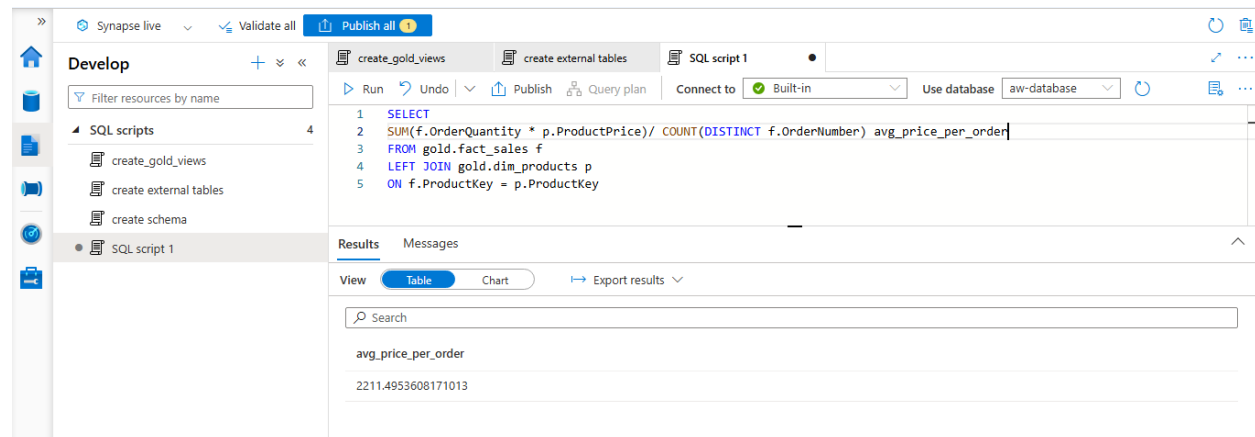 Synapse live
Validate all
Publish all 1
Develop
Filter resources by name
SQL scripts 4
create_gold_views
create external tables
create schema
SQL script 1
create_gold_views
create external tables
SQL script 1
Run
Undo
Publish
Query plan
Connect to
Built-in
Use database
aw-database
1 SELECT
2 SUM(f.OrderQuantity * p.ProductPrice)/ COUNT(DISTINCT f.OrderNumber) avg_price_per_order
3 FROM gold.fact_sales f
4 LEFT JOIN gold.dim_products p
5 ON f.ProductKey = p.ProductKey
Results
Messages
View
Table
Chart
Export results
Search
avg_price_per_order
2211.4953608171013